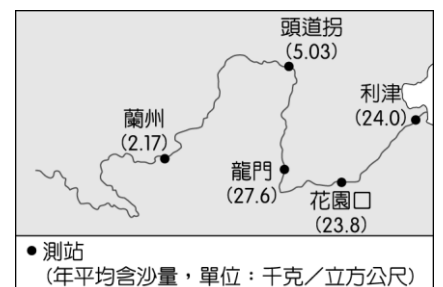 頭道拐
(5.03)
利津
(24.0)
蘭州
(2.17)
龍門
(27.6)
花園口
(23.8)
●測站
(年平均含沙量，單位：千克／立方公尺)